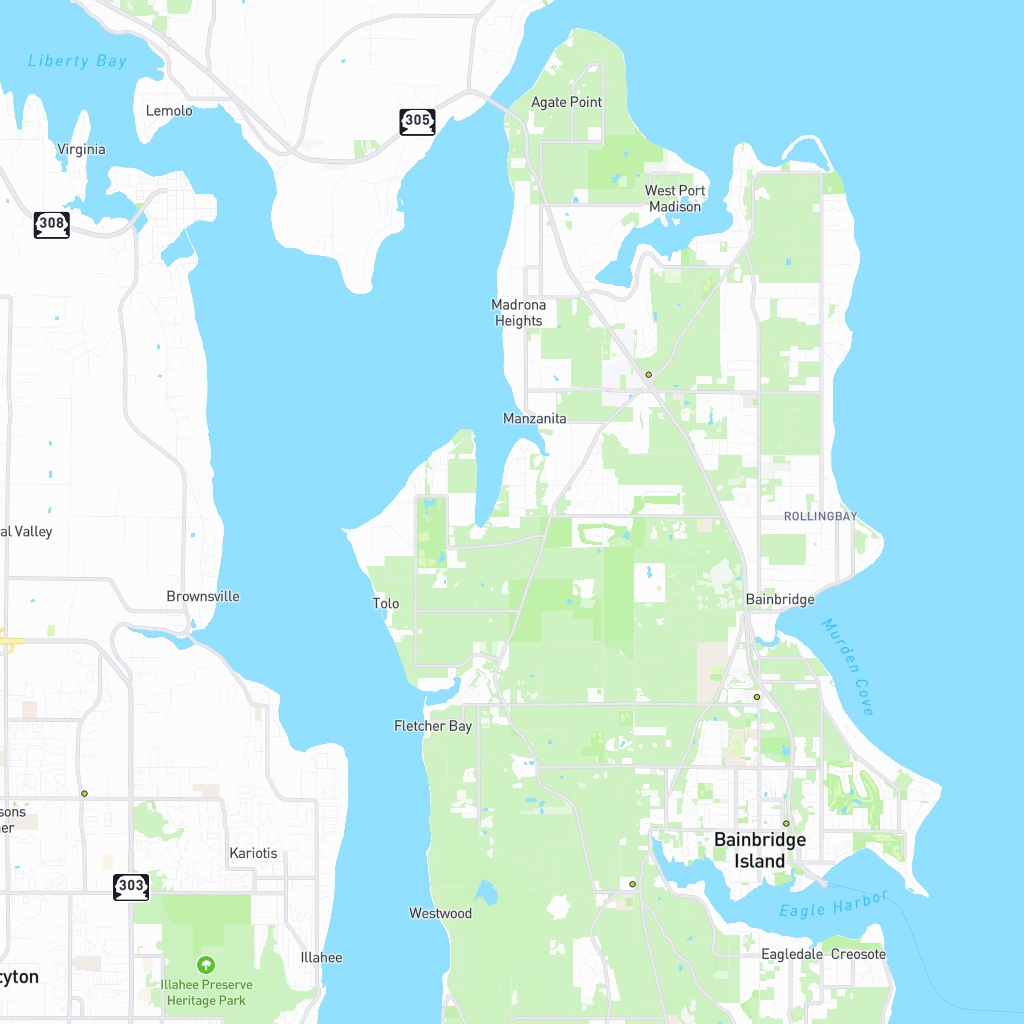 Liberty Bay
Agate Point
Lemolo
305
Virginia
West Port
Madison
308
Madrona
Heights
Manzanita
ROLLINGBAY
Brownsville
Tolo
Bainbridge
Murden Cove
Fletcher Bay
Kariotis
Bainbridge
Island
303
Eagle Harbor
Westwood
Illahee
Eagledale
Creosote
Illahee Preserve
Heritage Park
al Valley
sons
ner
cyton